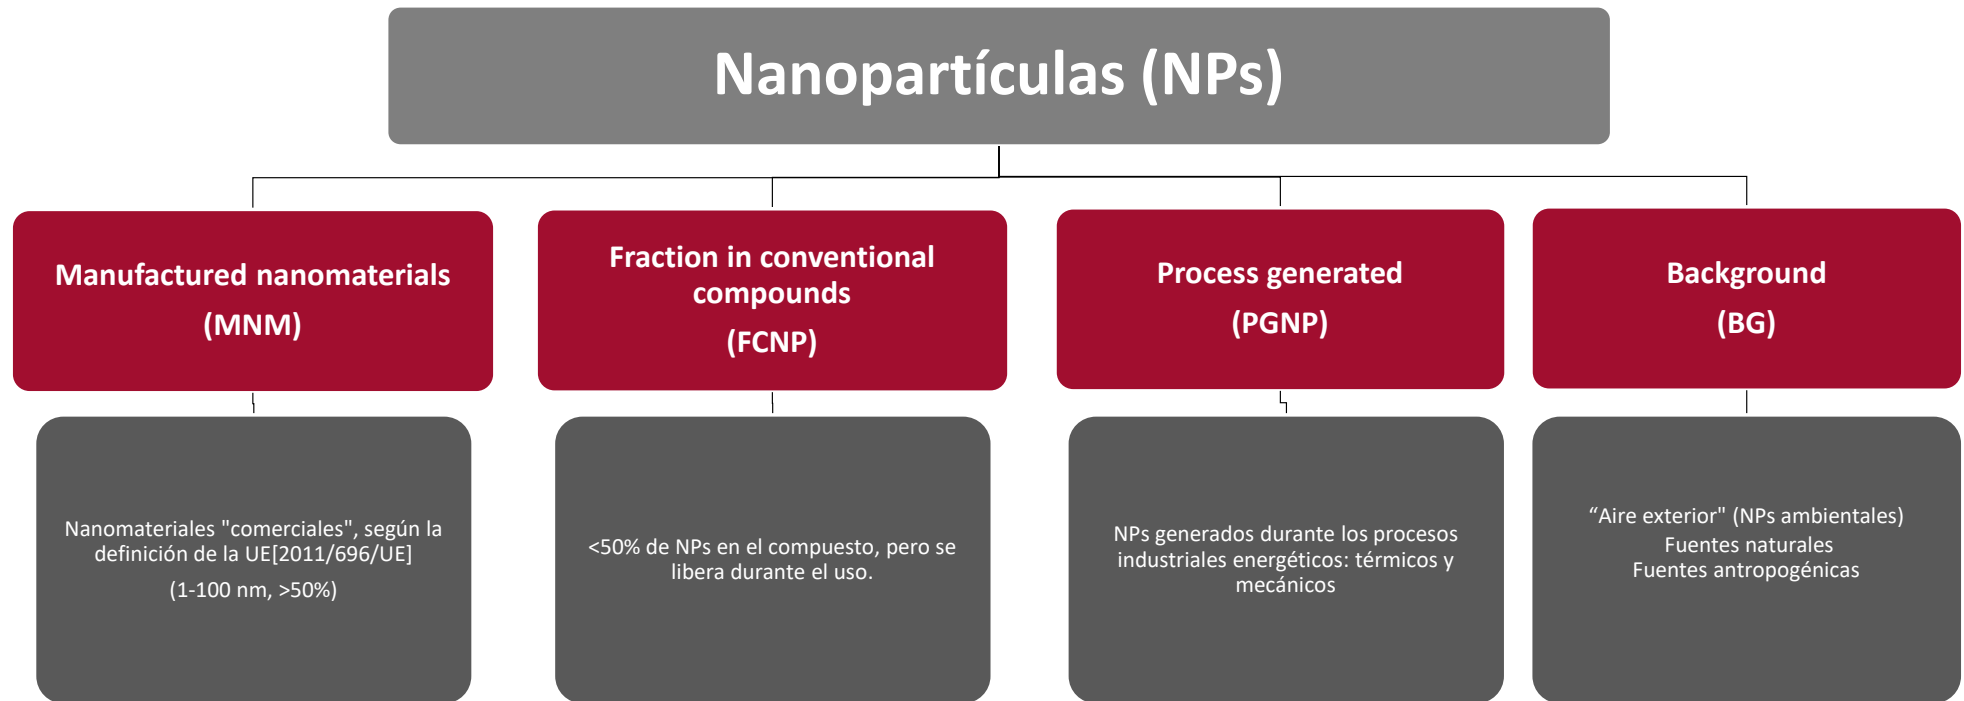 Nanopartículas (NPs)
Manufactured nanomaterials
(MNM)
Fraction in conventional
compounds
(FCNP)
Process generated
(PGNP)
Background
(BG)
Nanomateriales "comerciales", según la
definición de la UE[2011/696/UE]
(1-100 nm, >50%)
<50% de NPs en el compuesto, pero se
libera durante el uso.
NPs generados durante los procesos
industriales energéticos: térmicos y
mecánicos
“Aire exterior" (NPs ambientales)
Fuentes naturales
Fuentes antropogénicas